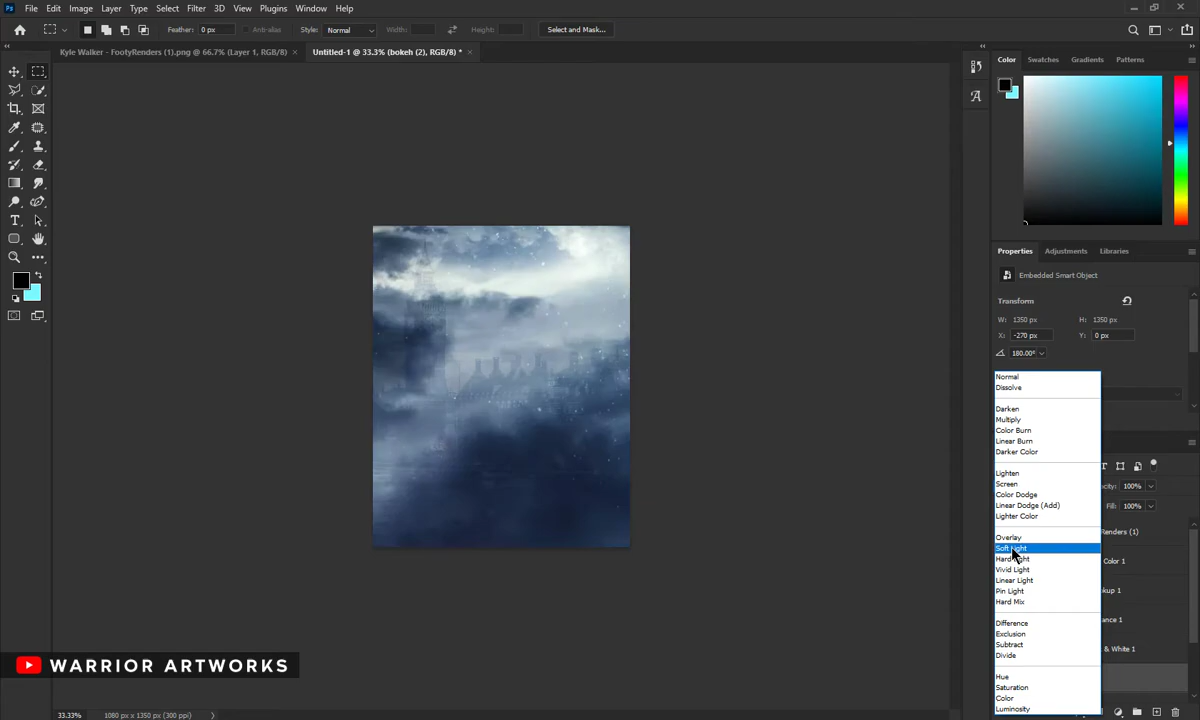 Ps File Edit Image Layer Type Select Filter 3D View Plugins Window Help
Feather: 0 px Anti-alias Style: Normal Width: Height: Select and Mask...
Kyle Walker - FootyRenders (1).png @ 66.7% (Layer 1, RGB/8) × Untitled-1 @ 33.3% (bokeh (2), RGB/8) * ×
Color Swatches Gradients Patterns
Properties Adjustments Libraries
Embedded Smart Object
Transform
W: 1350 px H: 1350 px
X: -270 px Y: 0 px
180.00°
Normal
Dissolve
Darken
Multiply
Color Burn
Linear Burn
Darker Color
Lighten
Screen
Color Dodge
Linear Dodge (Add)
Lighter Color
Overlay
Soft Light
Hard Light
Vivid Light
Linear Light
Pin Light
Hard Mix
Difference
Exclusion
Subtract
Divide
Hue
Saturation
Color
Luminosity
100%
Fill: 100%
Renders (1)
Color 1
kup 1
ance 1
& White 1
WARRIOR ARTWORKS
33.33% 1080 px x 1350 px (300 ppi)